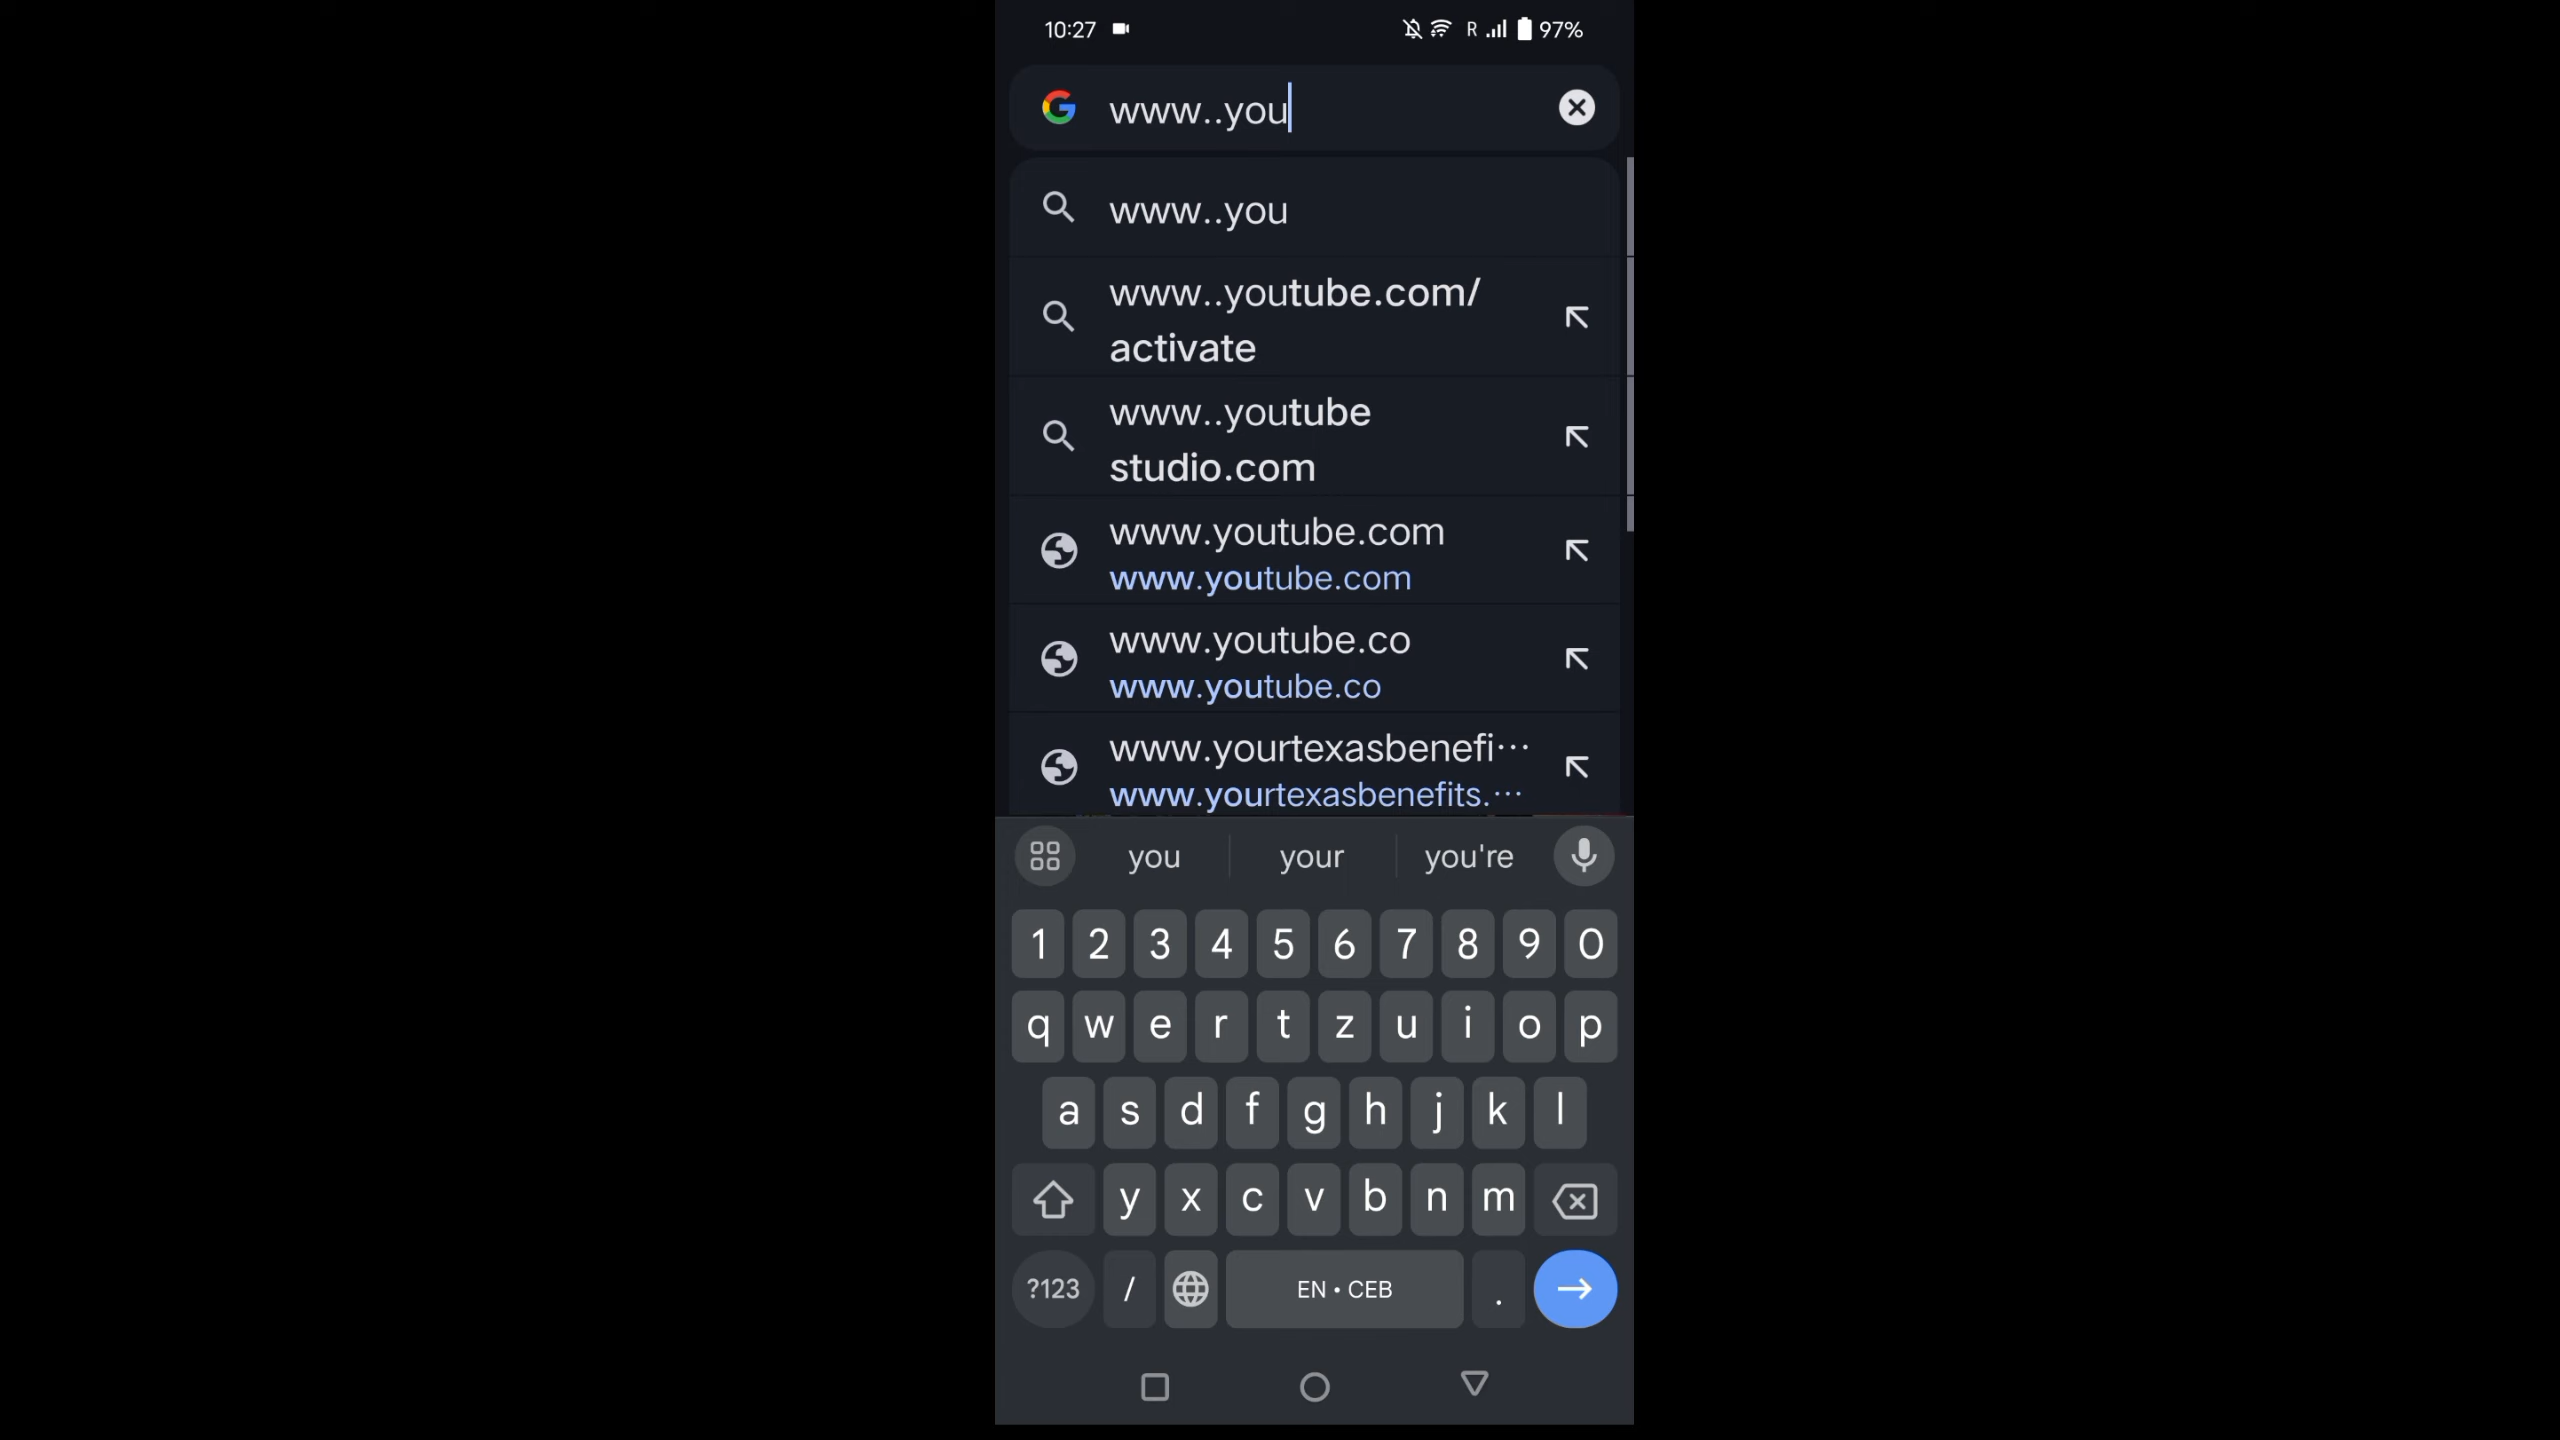 10:27 R 97%
www..you
www..you
www..youtube.com/
activate
www..youtube
studio.com
www.youtube.com
www.youtube.com
www.youtube.co
www.youtube.co
www.yourtexasbenefi...
www.yourtexasbenefits....
you your you're
1 2 3 4 5 6 7 8 9 0
q w e r t z u i o p
a s d f g h j k l
y x c v b n m
?123 / EN • CEB .